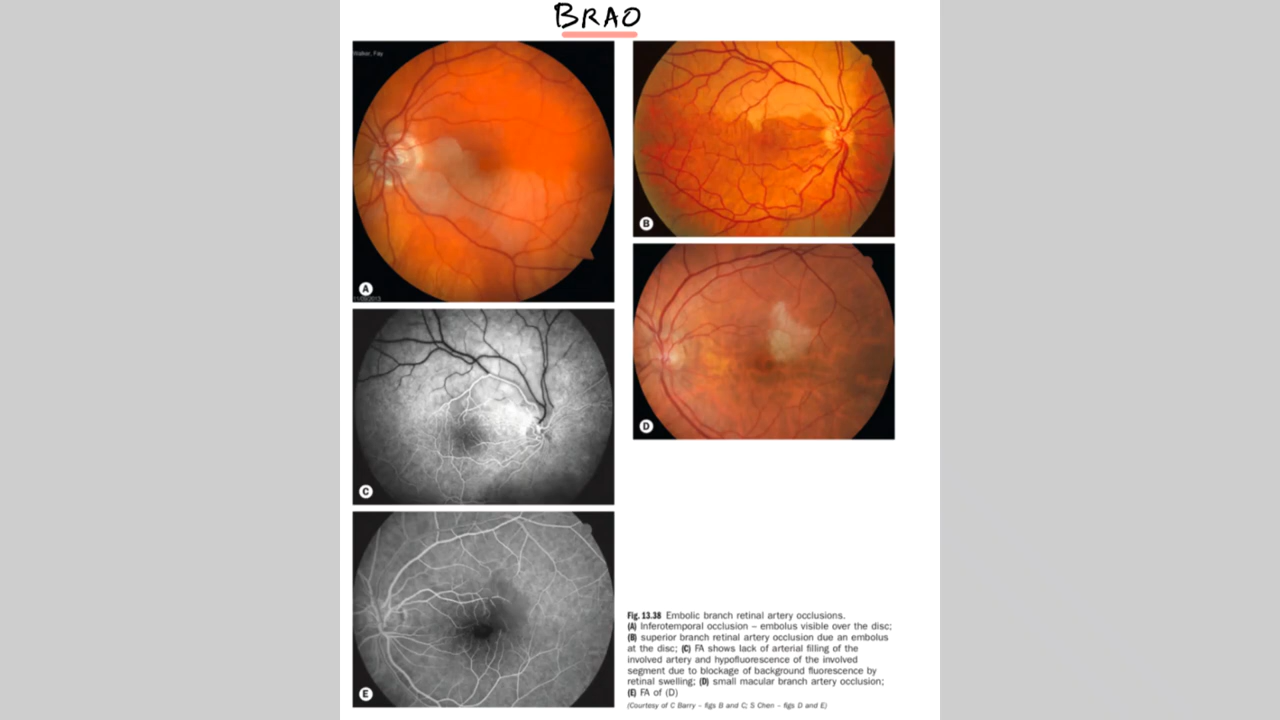 BRAO
Walker, Fay
A
B
C
D
E
Fig. 13.38 Embolic branch retinal artery occlusions.
(A) Inferotemporal occlusion – embolus visible over the disc;
(B) superior branch retinal artery occlusion due an embolus
at the disc; (C) FA shows lack of arterial filling of the
involved artery and hypofluorescence of the involved
segment due to blockage of background fluorescence by
retinal swelling; (D) small macular branch artery occlusion;
(E) FA of (D)
(Courtesy of C Barry – figs B and C; S Chen – figs D and E)